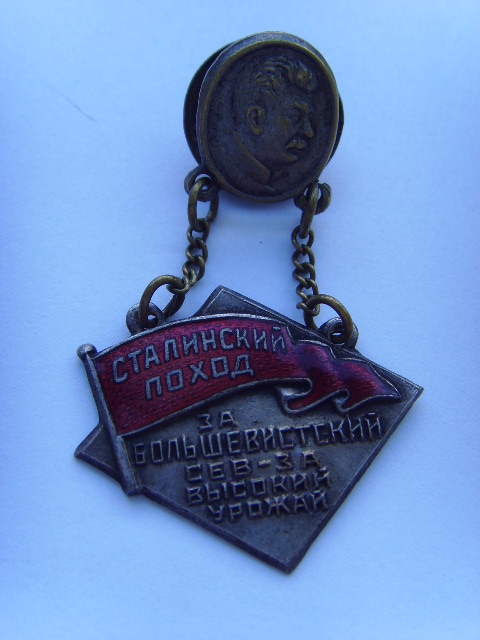 СТАЛИНСКИЙ
ПОХОД
ЗА
БОЛЬШЕВИСТСКИЙ
СЕВ-ЗА
ВЫСОКИЙ
УРОЖАЙ